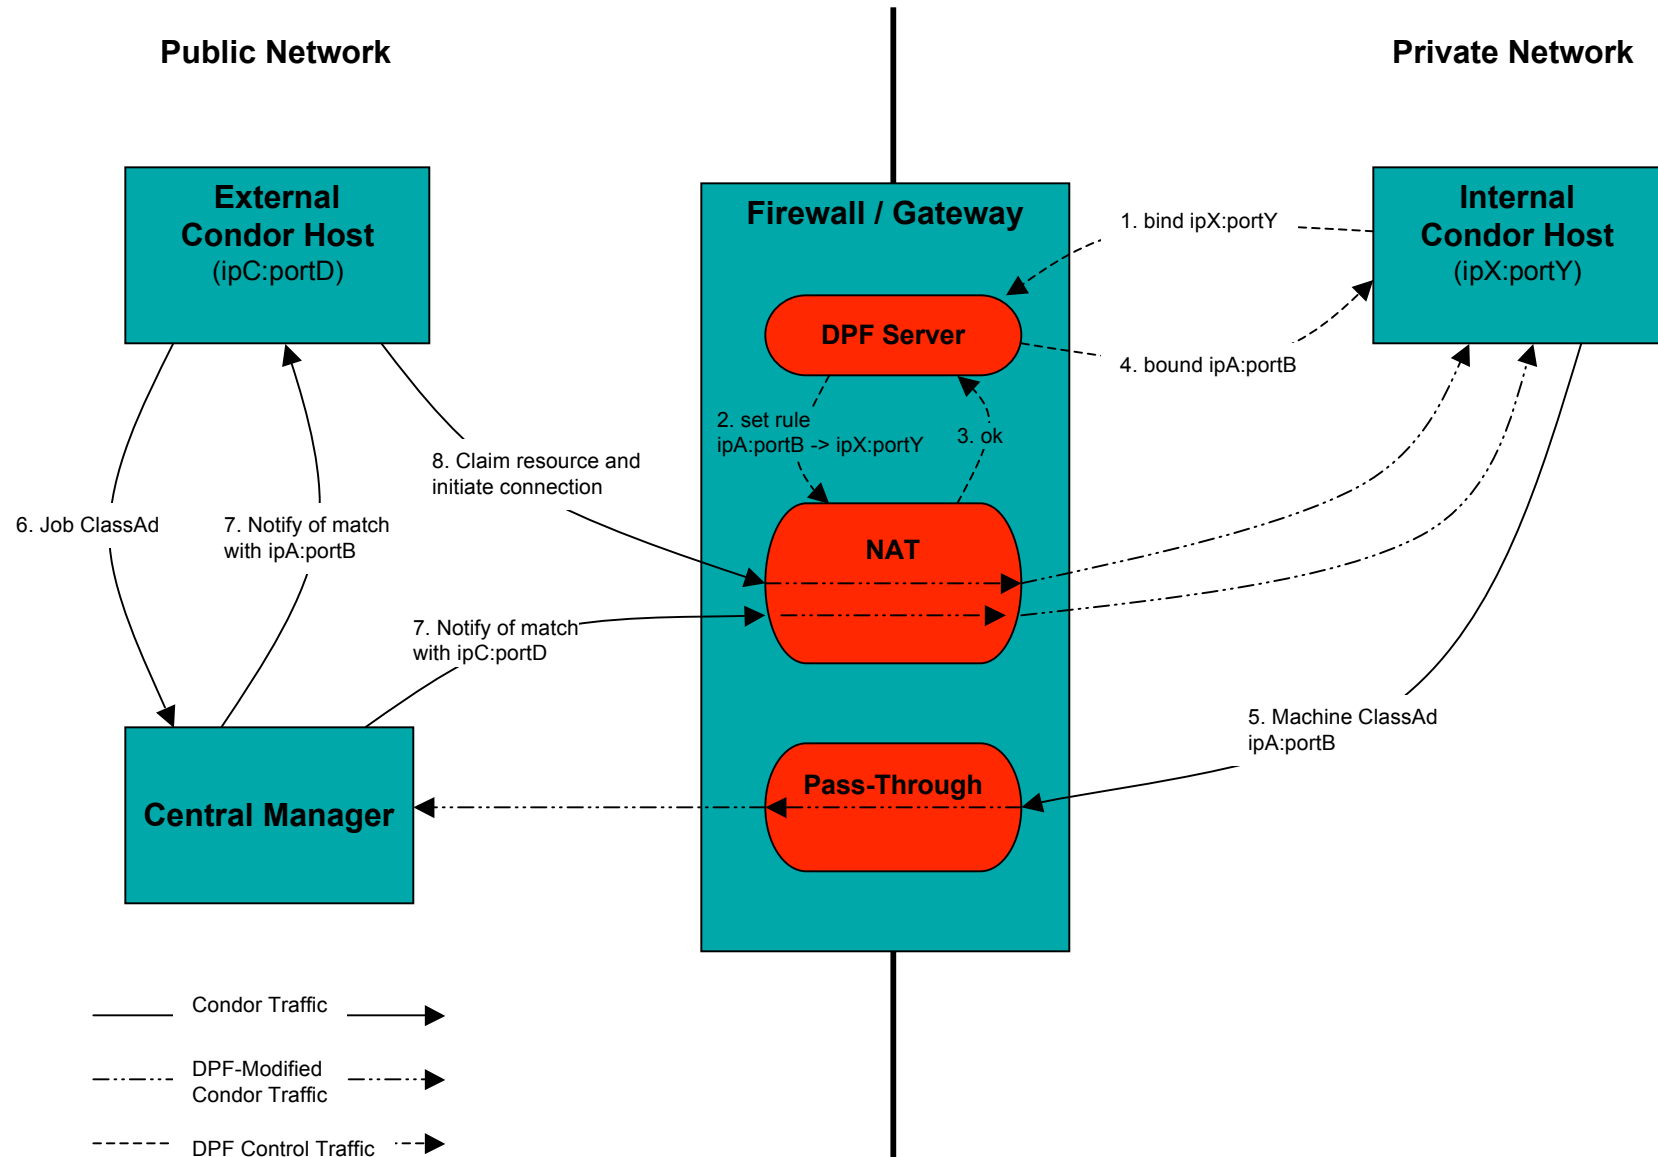 Public Network
Private Network
External
Condor Host
(ipC:portD)
Firewall / Gateway
Internal
Condor Host
(ipX:portY)
1. bind ipX:portY
DPF Server
4. bound ipA:portB
2. set rule
ipA:portB -> ipX:portY
3. ok
8. Claim resource and
initiate connection
6. Job ClassAd
7. Notify of match
with ipA:portB
NAT
7. Notify of match
with ipC:portD
5. Machine ClassAd
ipA:portB
Pass-Through
Central Manager
Condor Traffic
DPF-Modified
Condor Traffic
DPF Control Traffic